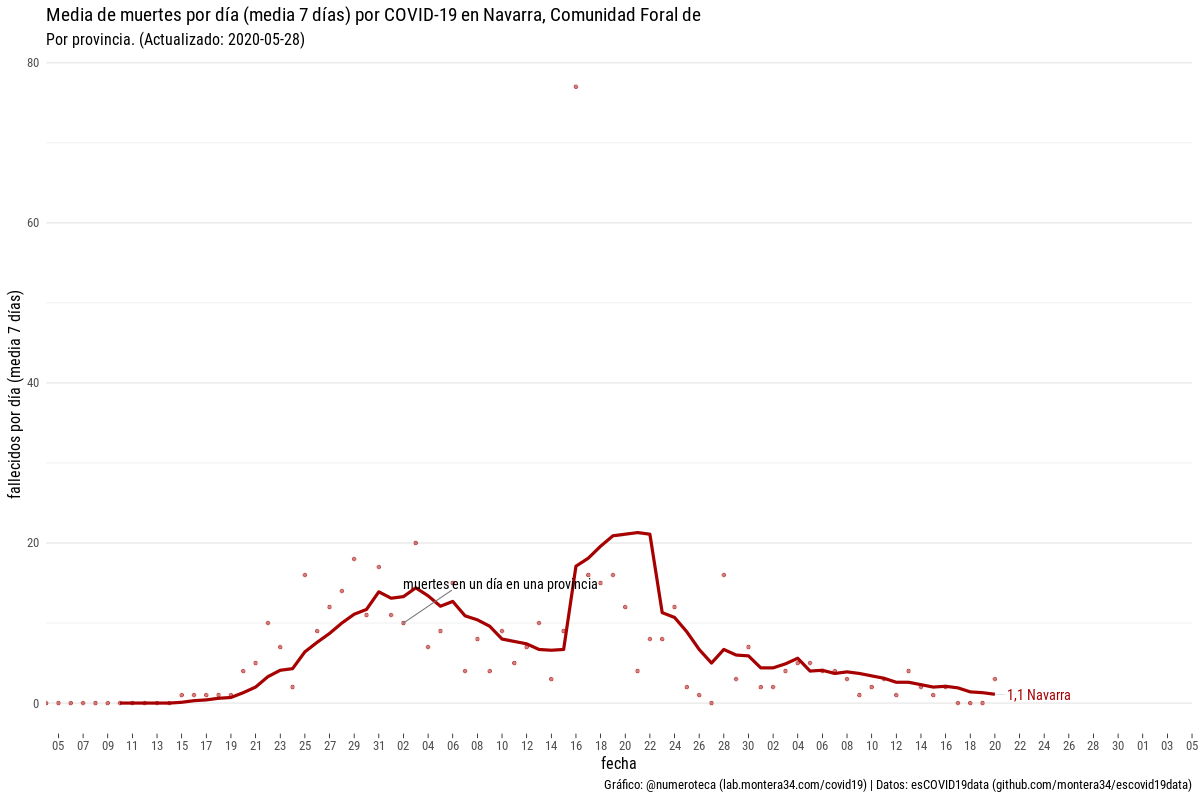 Media de muertes por día (media 7 días) por COVID-19 en Navarra, Comunidad Foral de
Por provincia. (Actualizado: 2020-05-28)
80
60
40
20
0
fallecidos por día (media 7 días)
muertes en un día en una provincia
1,1 Navarra
05 07 09 11 13 15 17 19 21 23 25 27 29 31 02 04 06 08 10 12 14 16 18 20 22 24 26 28 30 02 04 06 08 10 12 14 16 18 20 22 24 26 28 30 01 03 05
fecha
Gráfico: @numeroteca (lab.montera34.com/covid19) | Datos: esCOVID19data (github.com/montera34/escovid19data)